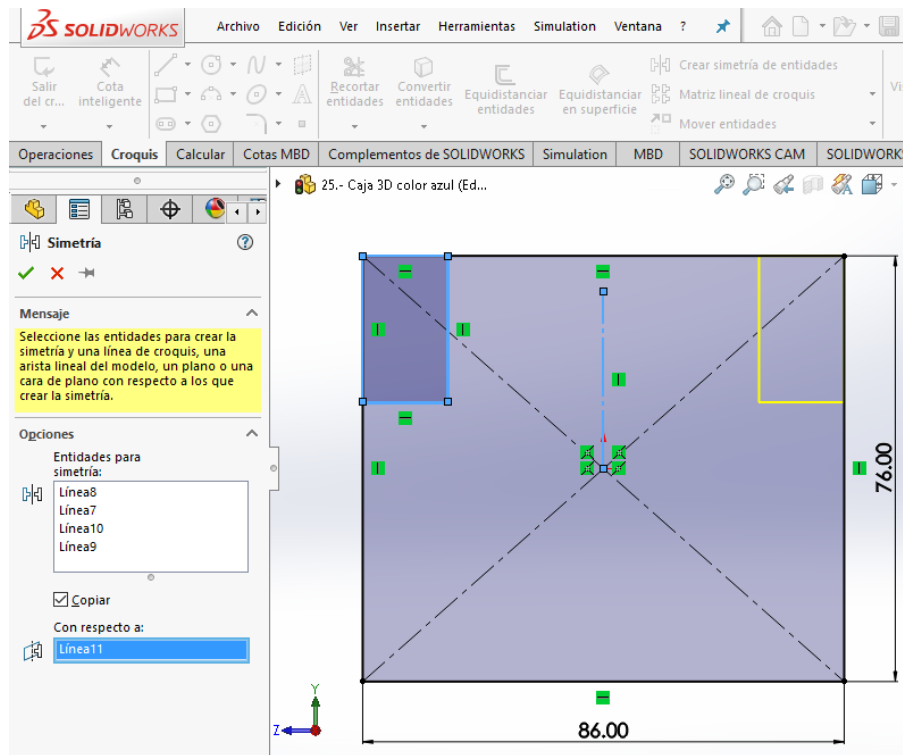 SOLIDWORKS
Archivo Edición Ver Insertar Herramientas Simulation Ventana ?
Salir del cr...
Cota inteligente
Recortar entidades
Convertir entidades
Equidistanciar entidades
Equidistanciar en superficie
Crear simetría de entidades
Matriz lineal de croquis
Mover entidades
Vi
Operaciones Croquis Calcular Cotas MBD Complementos de SOLIDWORKS Simulation MBD SOLIDWORKS CAM SOLIDWORK
25.- Caja 3D color azul (Ed...
Simetría
Mensaje
Seleccione las entidades para crear la
simetría y una línea de croquis, una
arista lineal del modelo, un plano o una
cara de plano con respecto a los que
crear la simetría.
Opciones
Entidades para
simetría:
Línea8
Línea7
Línea10
Línea9
Copiar
Con respecto a:
Línea11
76.00
86.00
Y
Z